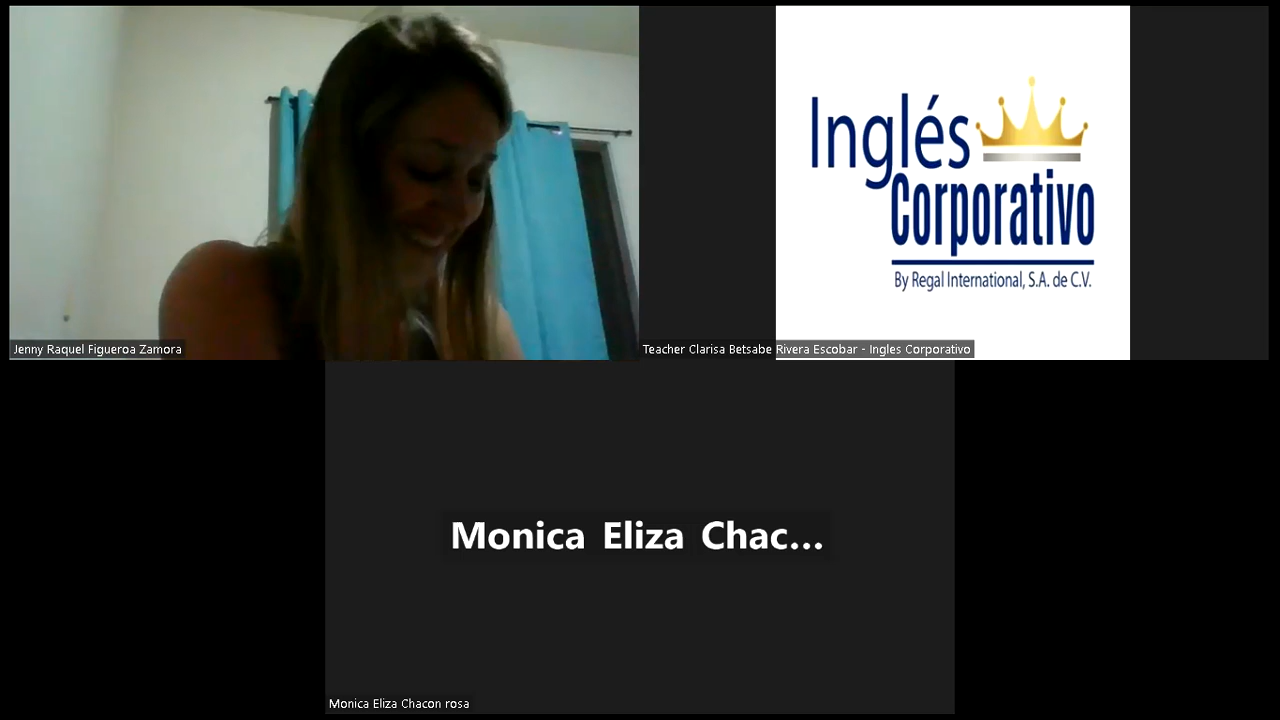 Inglés
Corporativo
By Regal International, S.A. de C.V.
Jenny Raquel Figueroa Zamora
Teacher Clarisa Betsabe Rivera Escobar - Ingles Corporativo
Monica Eliza Chac...
Monica Eliza Chacon rosa